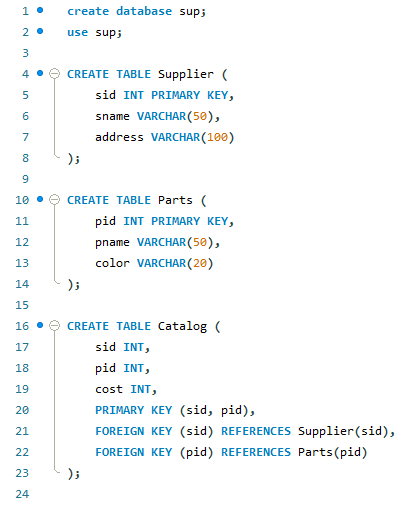 1 create database sup;
2 use sup;
3
4 CREATE TABLE Supplier (
5     sid INT PRIMARY KEY,
6     sname VARCHAR(50),
7     address VARCHAR(100)
8 );
9
10 CREATE TABLE Parts (
11     pid INT PRIMARY KEY,
12     pname VARCHAR(50),
13     color VARCHAR(20)
14 );
15
16 CREATE TABLE Catalog (
17     sid INT,
18     pid INT,
19     cost INT,
20     PRIMARY KEY (sid, pid),
21     FOREIGN KEY (sid) REFERENCES Supplier(sid),
22     FOREIGN KEY (pid) REFERENCES Parts(pid)
23 );
24